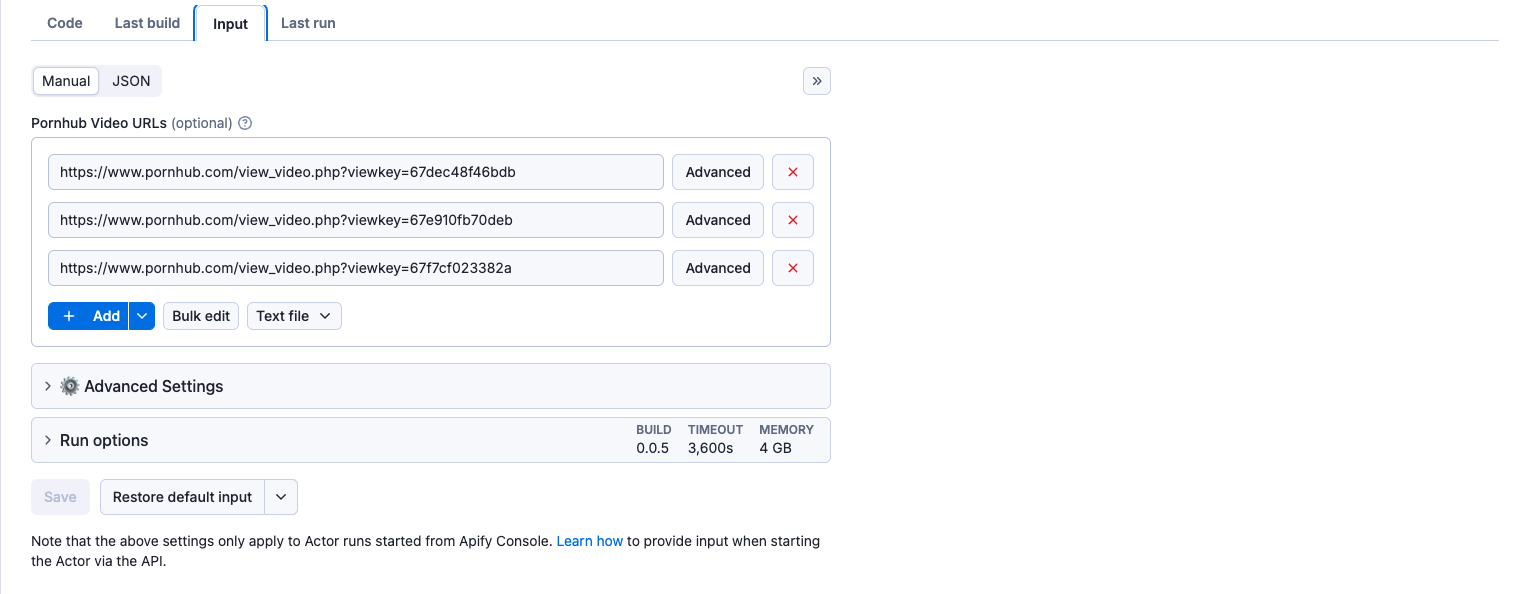 Code Last build Input Last run
Manual JSON
Pornhub Video URLs (optional)
https://www.pornhub.com/view_video.php?viewkey=67dec48f46bdb Advanced
https://www.pornhub.com/view_video.php?viewkey=67e910fb70deb Advanced
https://www.pornhub.com/view_video.php?viewkey=67f7cf023382a Advanced
+ Add Bulk edit Text file
Advanced Settings
Run options BUILD TIMEOUT MEMORY
0.0.5 3,600s 4 GB
Save Restore default input
Note that the above settings only apply to Actor runs started from Apify Console. Learn how to provide input when starting
the Actor via the API.